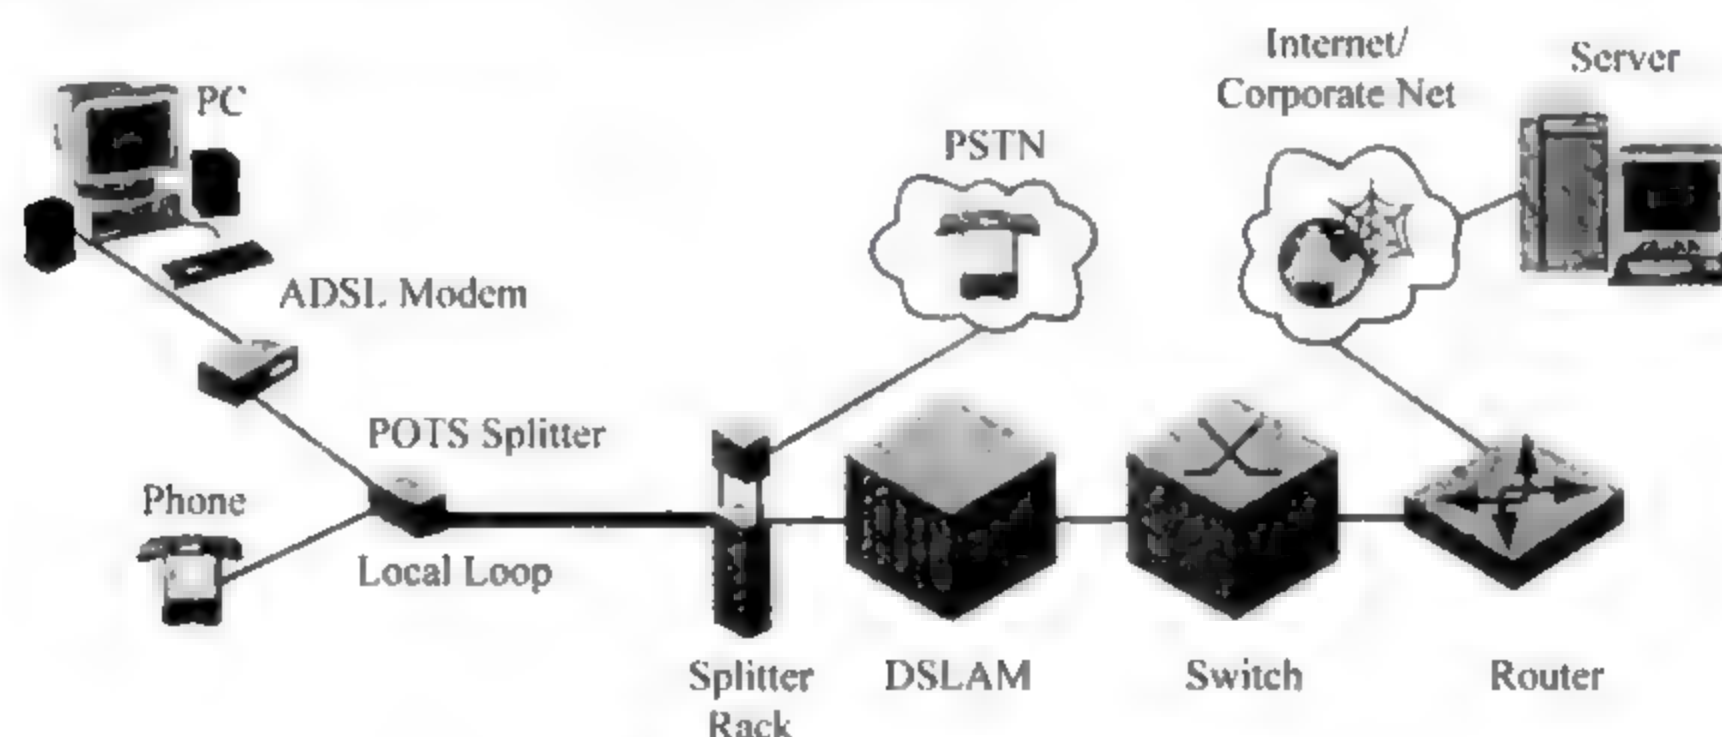 Internet/
Corporate Net
Server
PC
PSTN
ADSL Modem
POTS Splitter
Phone
Local Loop
Splitter
Rack
DSLAM
Switch
Router